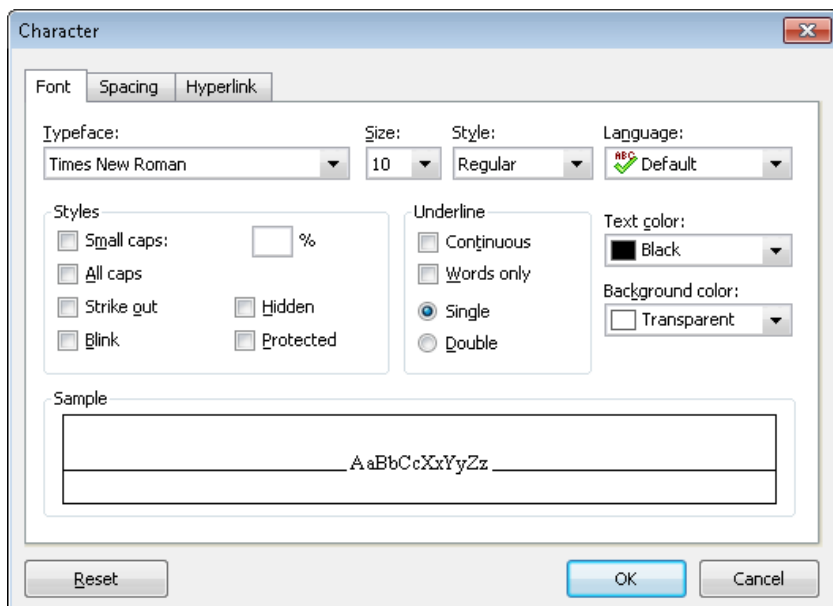 Character
Font Spacing Hyperlink
Typeface: Size: Style: Language:
Times New Roman 10 Regular ABC Default
Styles Underline
Small caps: % Continuous Text color:
All caps Words only Black
Strike out Hidden Single Background color:
Blink Protected Double Transparent
Sample
AaBbCcXxYyZz
Reset OK Cancel